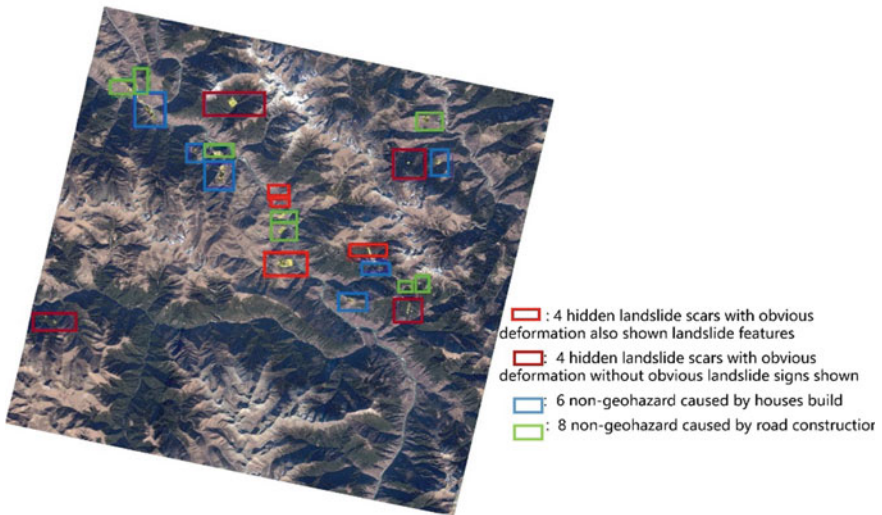 : 4 hidden landslide scars with obvious
deformation also shown landslide features
: 4 hidden landslide scars with obvious
deformation without obvious landslide signs shown
: 6 non-geohazard caused by houses build
: 8 non-geohazard caused by road construction